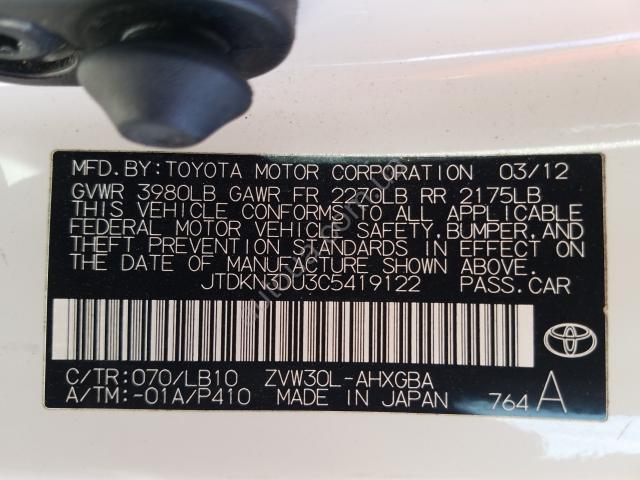 MFD.BY:TOYOTA MOTOR CORPORATION 03/12
GVWR 3980LB GAWR FR 2270LB RR 2175LB
THIS VEHICLE CONFORMS TO ALL APPLICABLE
FEDERAL MOTOR VEHICLE SAFETY,BUMPER,AND
THEFT PREVENTION STANDARDS IN EFFECT ON
THE DATE OF MANUFACTURE SHOWN ABOVE.
JTDKN3DU3C5419122 PASS.CAR
C/TR:070/LB10 ZVW30L-AHXGBA
A/TM:-01A/P410 MADE IN JAPAN 764 A